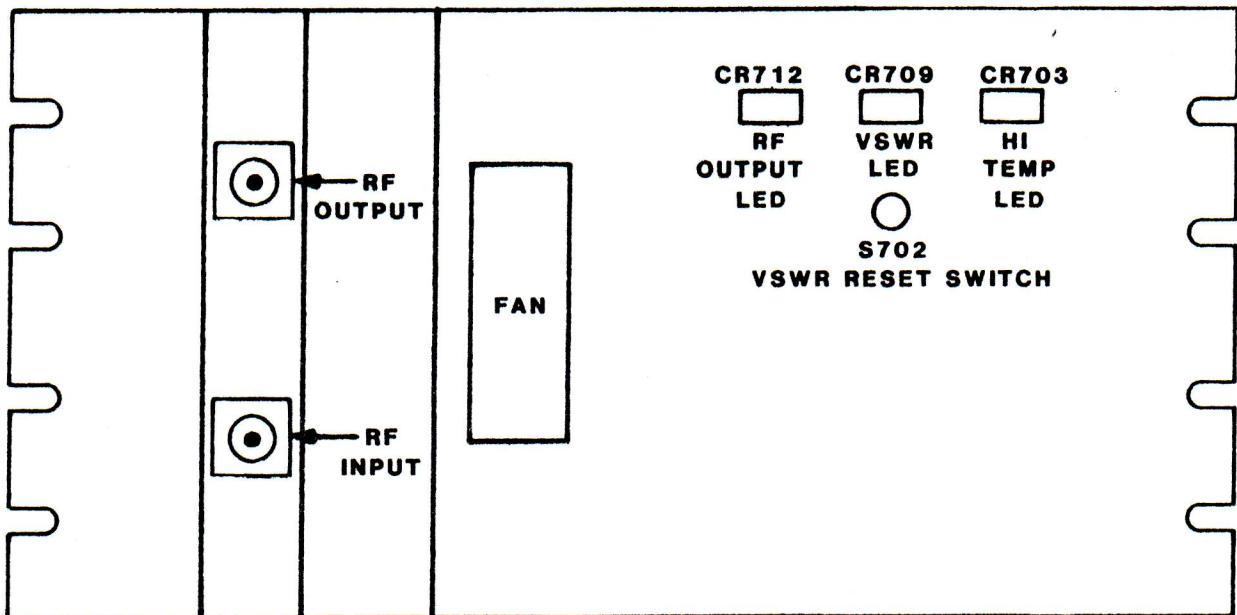 CR712 CR709 CR703
RF
OUTPUT
LED
VSWR
LED
HI
TEMP
LED
S702
VSWR RESET SWITCH
RF
OUTPUT
FAN
RF
INPUT